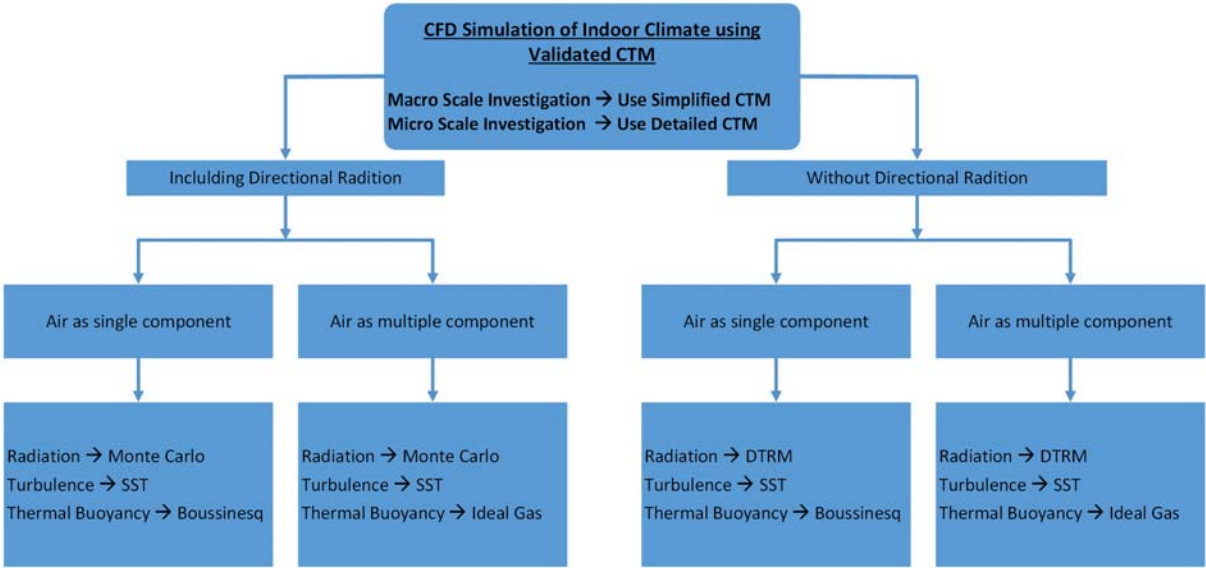 CFD Simulation of Indoor Climate using
Validated CTM
Macro Scale Investigation → Use Simplified CTM
Micro Scale Investigation → Use Detailed CTM
Inclulding Directional Radition
Without Directional Radition
Air as single component
Air as multiple component
Air as single component
Air as multiple component
Radiation → Monte Carlo
Turbulence → SST
Thermal Buoyancy → Boussinesq
Radiation → Monte Carlo
Turbulence → SST
Thermal Buoyancy → Ideal Gas
Radiation → DTRM
Turbulence → SST
Thermal Buoyancy → Boussinesq
Radiation → DTRM
Turbulence → SST
Thermal Buoyancy → Ideal Gas